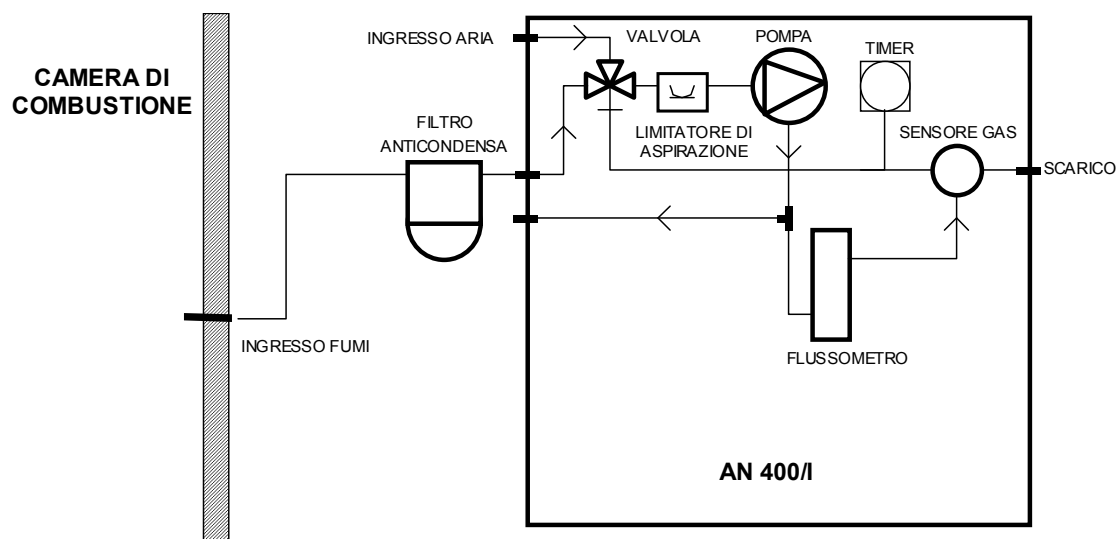 CAMERA DI
COMBUSTIONE
INGRESSO ARIA
VALVOLA
POMPA
TIMER
FILTRO
ANTICONDENSA
LIMITATORE DI
ASPIRAZIONE
SENSORE GAS
SCARICO
INGRESSO FUMI
FLUSSOMETRO
AN 400/I